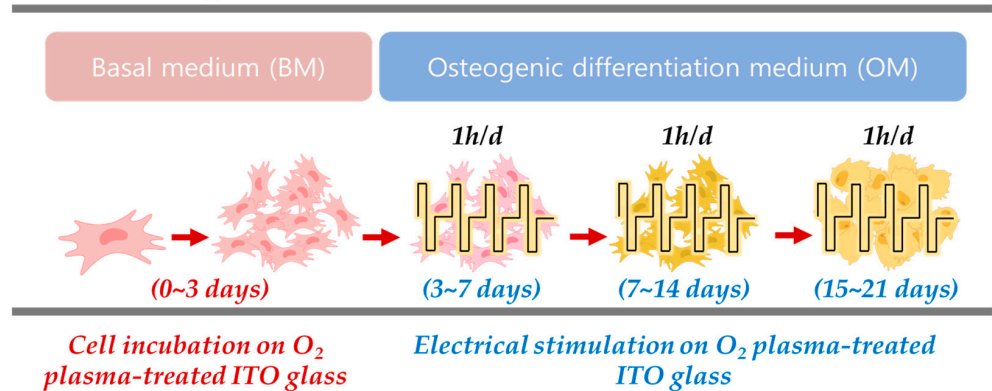 Basal medium (BM)
Osteogenic differentiation medium (OM)
1h/d
1h/d
1h/d
(0~3 days)
(3~7 days)
(7~14 days)
(15~21 days)
Cell incubation on O₂
plasma-treated ITO glass
Electrical stimulation on O₂ plasma-treated
ITO glass